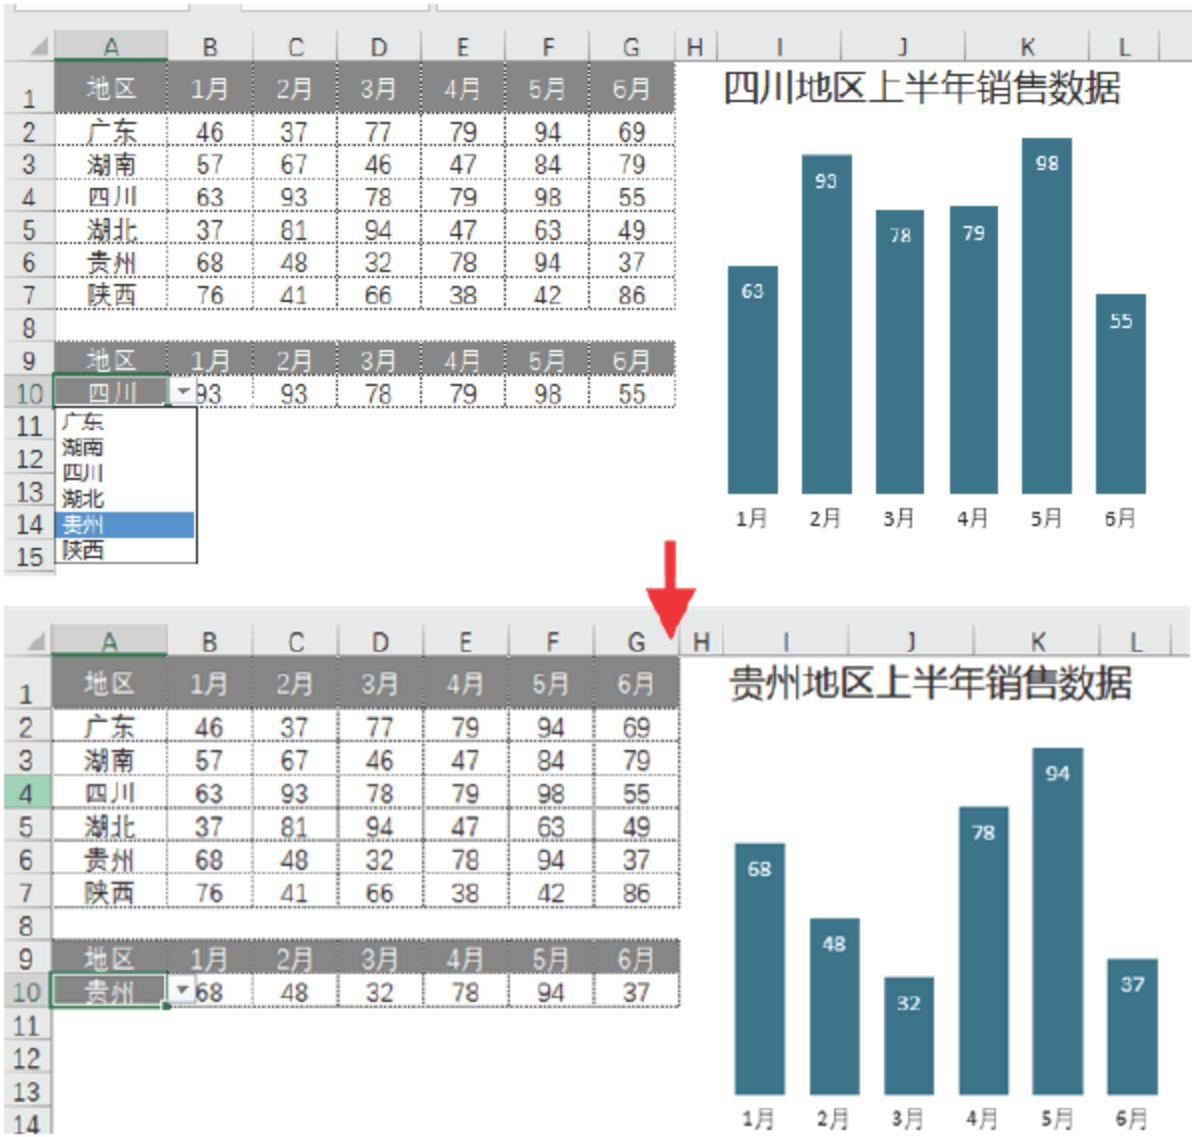 A B C D E F G H I J K L
1 地区 1月 2月 3月 4月 5月 6月
2 广东 46 37 77 79 94 69
3 湖南 57 67 46 47 84 79
4 四川 63 93 78 79 98 55
5 湖北 37 81 94 47 63 49
6 贵州 68 48 32 78 94 37
7 陕西 76 41 66 38 42 86
8
9 地区 1月 2月 3月 4月 5月 6月
10 四川 93 93 78 79 98 55
11 广东
湖南
12 四川
13 湖北
14 贵州
15 陕西
四川地区上半年销售数据
63 93 78 79 98 55
1月 2月 3月 4月 5月 6月
A B C D E F G H I J K L
1 地区 1月 2月 3月 4月 5月 6月
2 广东 46 37 77 79 94 69
3 湖南 57 67 46 47 84 79
4 四川 63 93 78 79 98 55
5 湖北 37 81 94 47 63 49
6 贵州 68 48 32 78 94 37
7 陕西 76 41 66 38 42 86
8
9 地区 1月 2月 3月 4月 5月 6月
10 贵州 68 48 32 78 94 37
11
12
13
14
贵州地区上半年销售数据
68 48 32 78 94 37
1月 2月 3月 4月 5月 6月